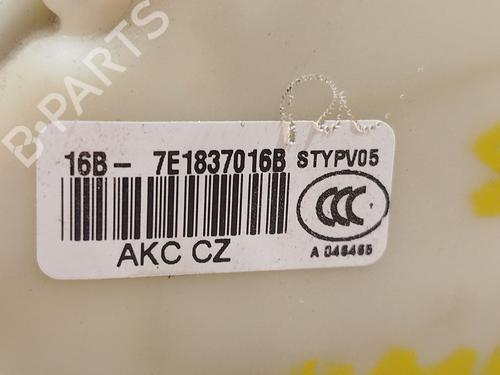 B-PARTS
16B- 7E1837016B STYPV05
CCC
AKC CZ
A 046465